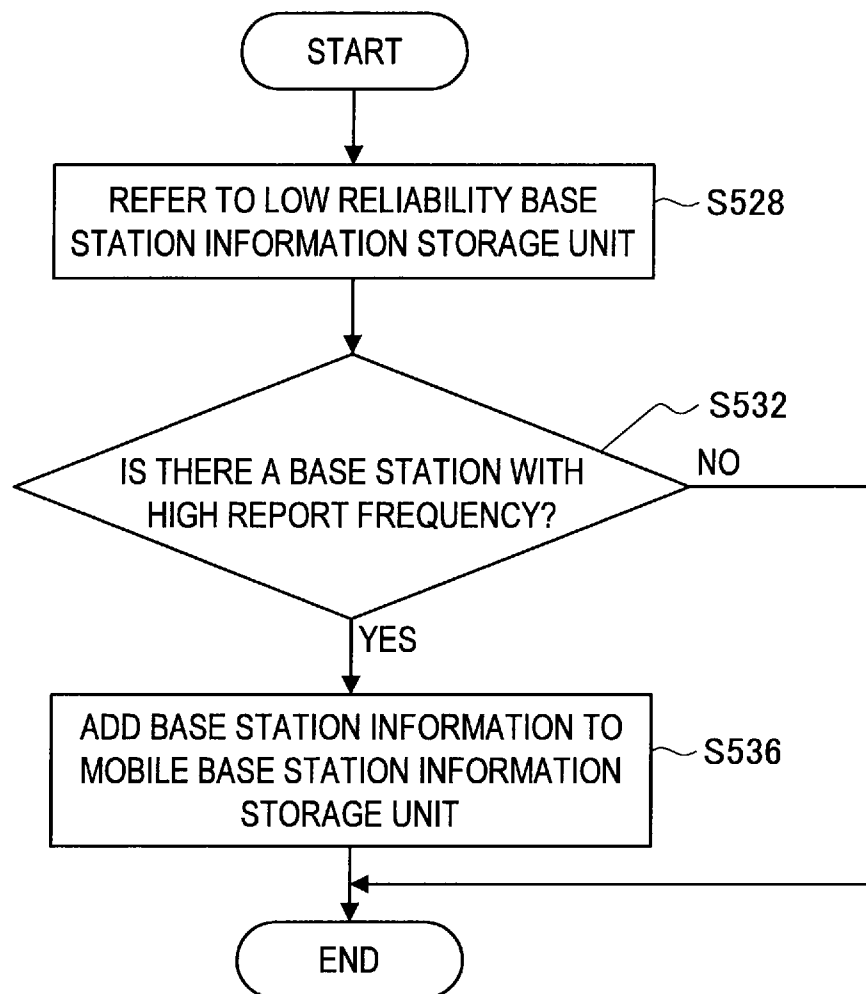 START
REFER TO LOW RELIABILITY BASE
STATION INFORMATION STORAGE UNIT
S528
S532
IS THERE A BASE STATION WITH
HIGH REPORT FREQUENCY?
NO
YES
ADD BASE STATION INFORMATION TO
MOBILE BASE STATION INFORMATION
STORAGE UNIT
S536
END